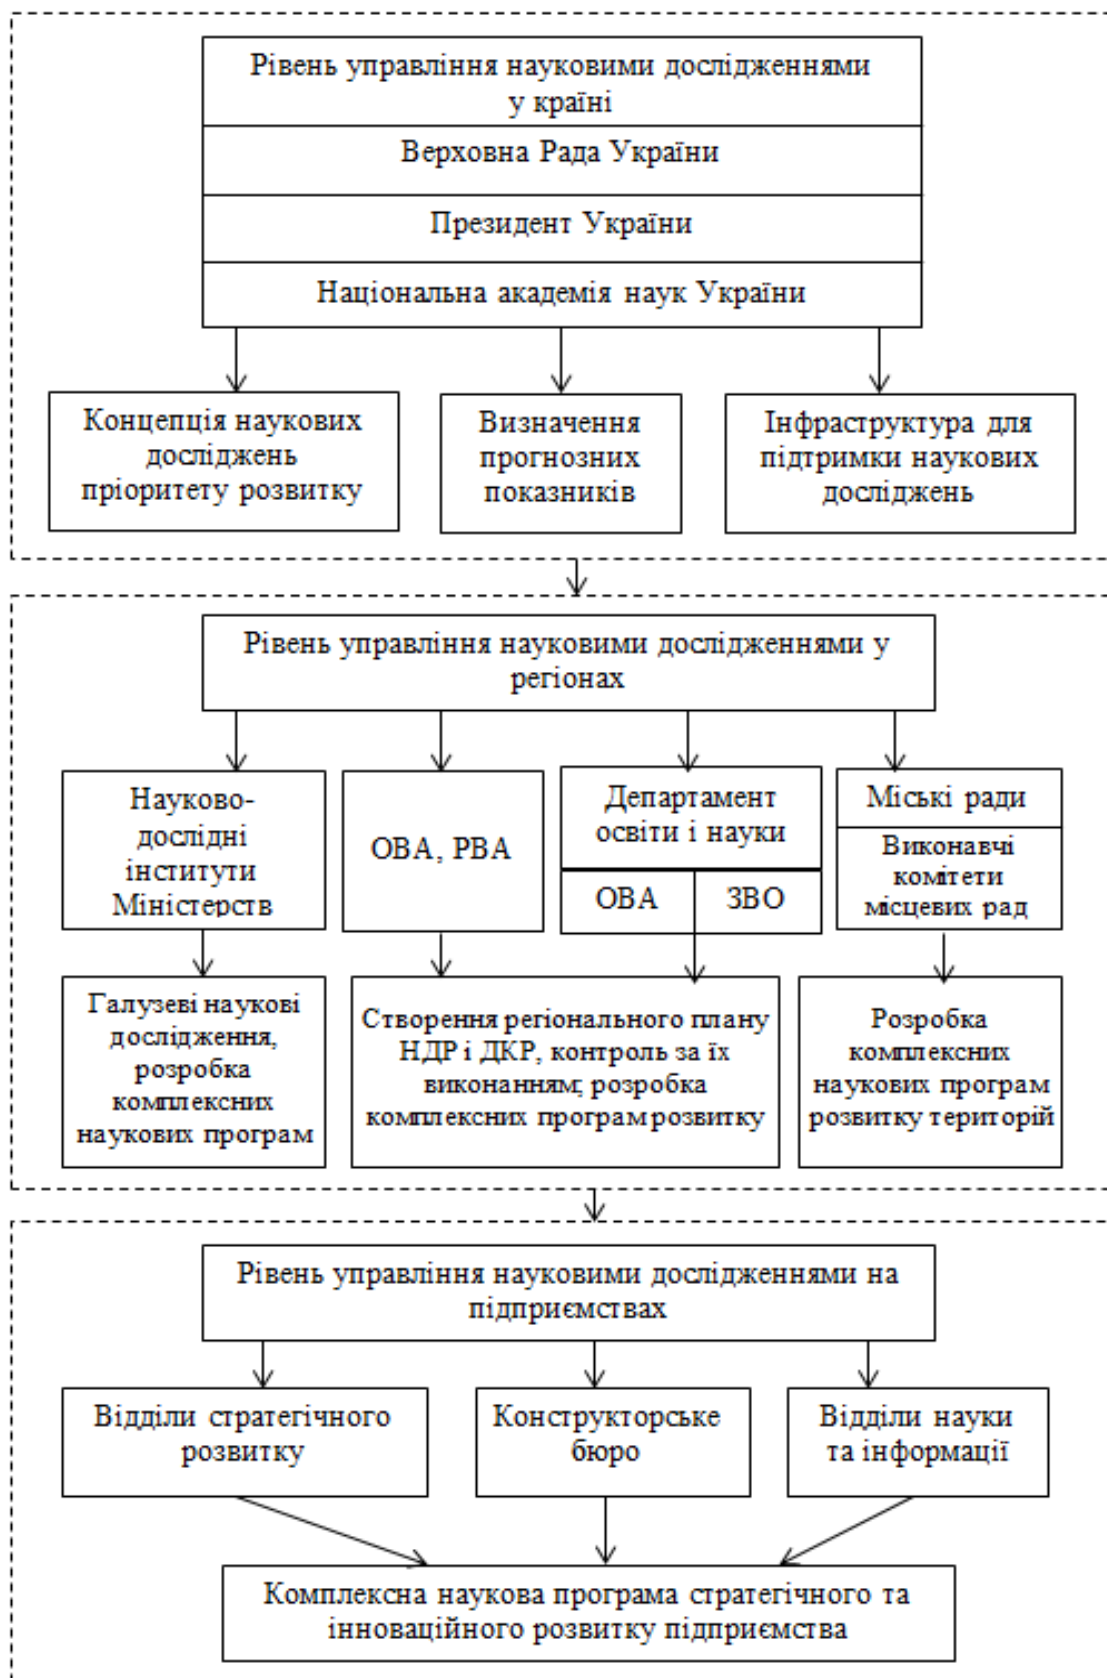 Рівень управління науковими дослідженнями
у країні
Верховна Рада України
Президент України
Національна академія наук України
Концепція наукових
досліджень
пріоритету розвитку
Визначення
прогнозних
показників
Інфраструктура для
підтримки наукових
досліджень
Рівень управління науковими дослідженнями у
регіонах
Науково-
дослідні
інститути
Міністерств
ОВА, РВА
Департамент
освіти і науки
ОВА
ЗВО
Міські ради
Виконавчі
комітети
місцевих рад
Галузеві наукові
дослідження,
розробка
комплексних
наукових програм
Створення регіонального плану
НДР і ДКР, контроль за їх
виконанням; розробка
комплексних програм розвитку
Розробка
комплексних
наукових програм
розвитку територій
Рівень управління науковими дослідженнями на
підприємствах
Відділи стратегічного
розвитку
Конструкторське
бюро
Відділи науки
та інформації
Комплексна наукова програма стратегічного та
інноваційного розвитку підприємства